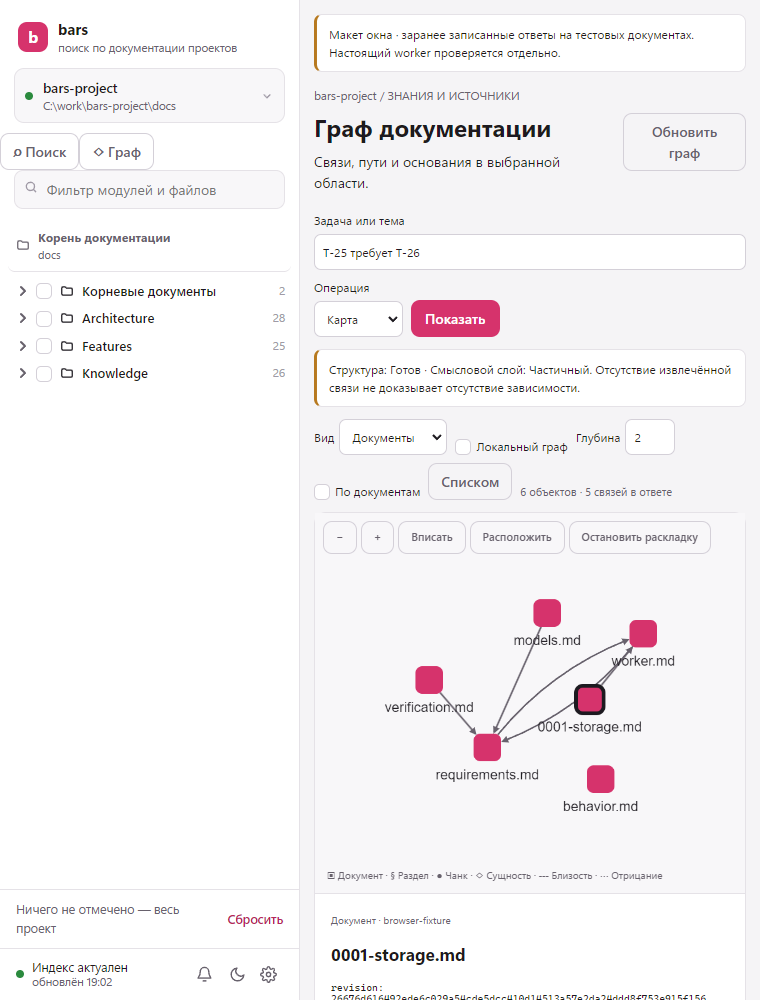 b
bars
поиск по документации проектов
bars-project
C:\work\bars-project\docs
Поиск
Граф
Фильтр модулей и файлов
Корень документации
docs
Корневые документы 2
Architecture 28
Features 25
Knowledge 26
Ничего не отмечено — весь
проект
Сбросить
Индекс актуален
обновлён 19:02
Макет окна · заранее записанные ответы на тестовых документах.
Настоящий worker проверяется отдельно.
bars-project / ЗНАНИЯ И ИСТОЧНИКИ
Граф документации
Обновить
граф
Связи, пути и основания в выбранной
области.
Задача или тема
T-25 требует T-26
Операция
Карта
Показать
Структура: Готов · Смысловой слой: Частичный. Отсутствие извлечённой
связи не доказывает отсутствие зависимости.
Вид Документы Локальный граф Глубина 2
По документам Списком 6 объектов · 5 связей в ответе
− + Вписать Расположить Остановить раскладку
models.md
worker.md
verification.md
0001-storage.md
requirements.md
behavior.md
▣ Документ · § Раздел · ● Чанк · ◇ Сущность · --- Близость · ··· Отрицание
Документ · browser-fixture
0001-storage.md
revision: